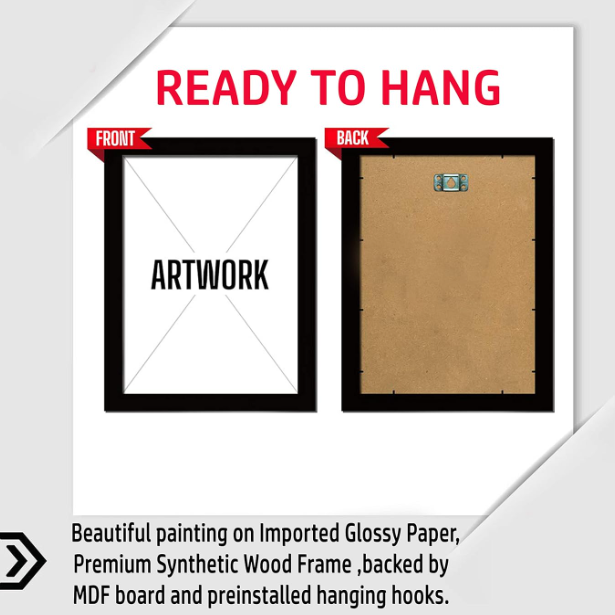 READY TO HANG
FRONT
BACK
ARTWORK
Beautiful painting on Imported Glossy Paper,
Premium Synthetic Wood Frame ,backed by
MDF board and preinstalled hanging hooks.